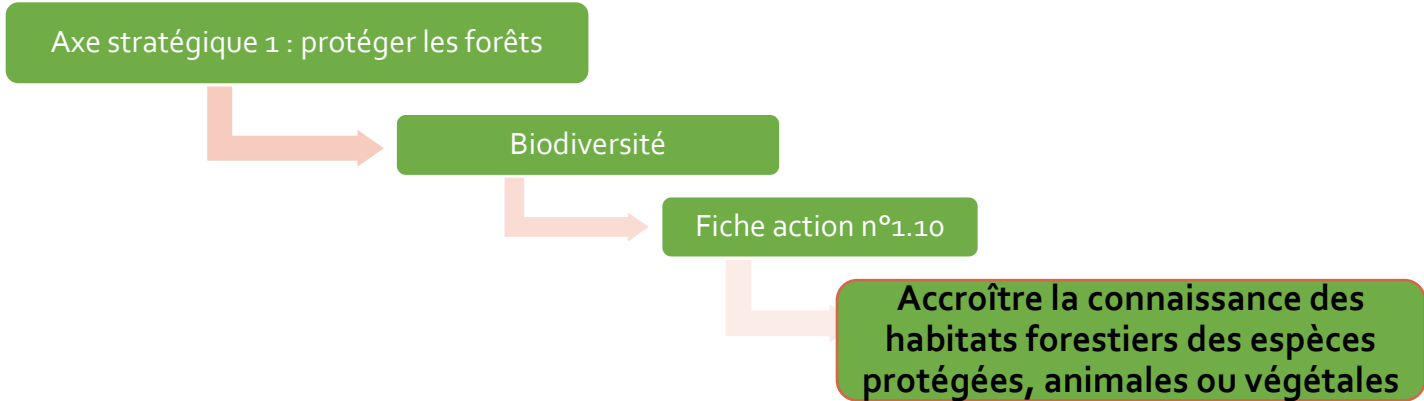 Axe stratégique 1 : protéger les forêts
Biodiversité
Fiche action n°1.10
Accroître la connaissance des
habitats forestiers des espèces
protégées, animales ou végétales